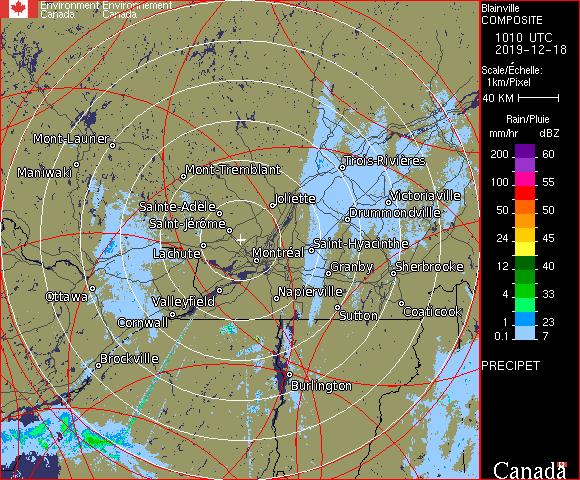 Environment Environnement
Canada Canada
Blainville
COMPOSITE
1010 UTC
2019-12-18
Scale/Échelle:
1km/Pixel
40 KM
Rain/Pluie
mm/hr dBZ
200 60
100 55
50 50
24 45
12 40
4 33
1 23
0.1 7
PRECIPET
Canada
Mont-Laurier
Maniwaki
Mont-Tremblant
Trois-Rivières
Joliette
Victoriaville
Sainte-Adèle
Drummondville
Saint-Jérôme
Saint-Hyacinthe
Lachute
Montréal
Granby
Sherbrooke
Ottawa
Valleyfield
Napierville
Cornwall
Sutton
Coaticook
Brockville
Burlington